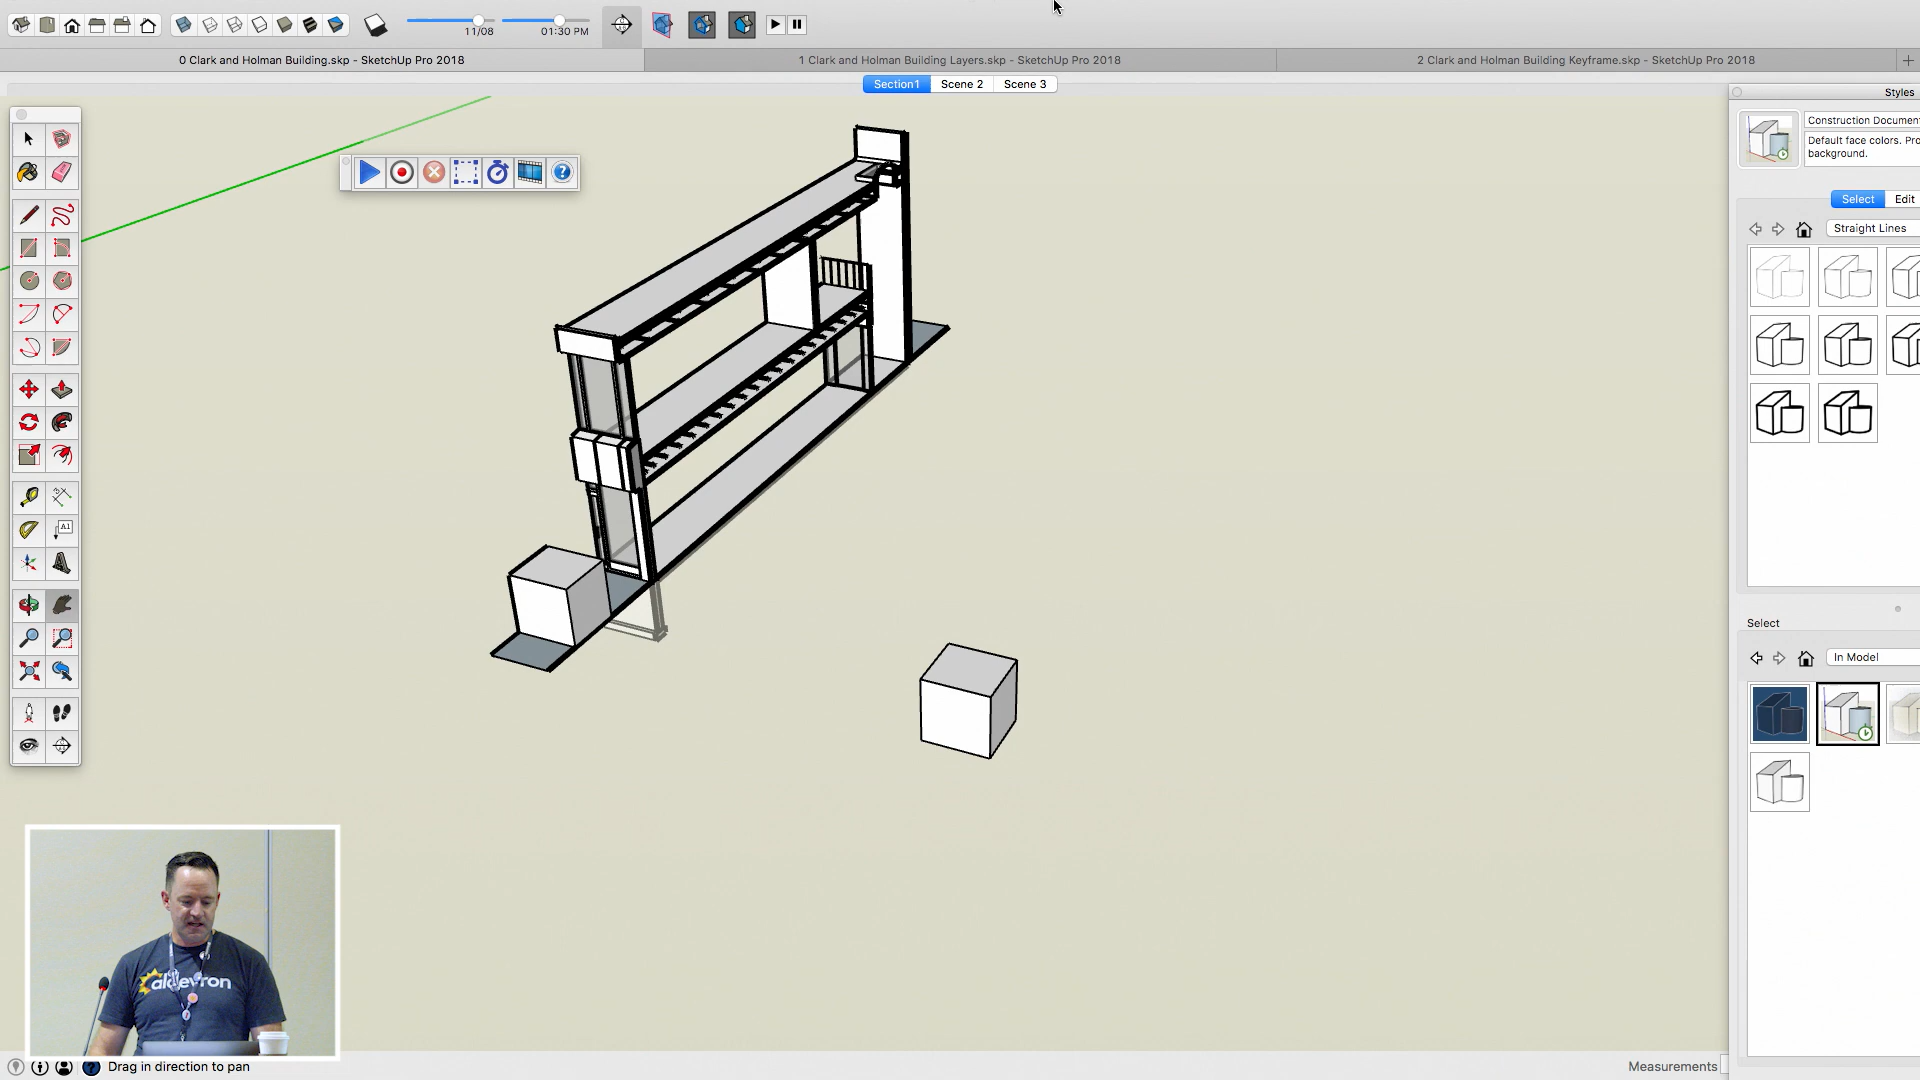 11/08
01:30 PM
0 Clark and Holman Building.skp - SketchUp Pro 2018
1 Clark and Holman Building Layers.skp - SketchUp Pro 2018
2 Clark and Holman Building Keyframe.skp - SketchUp Pro 2018
Section1
Scene 2
Scene 3
Styles
Construction Document
Default face colors. Pro
background.
Select
Edit
Straight Lines
A1
Select
In Model
aldevron
Drag in direction to pan
Measurements